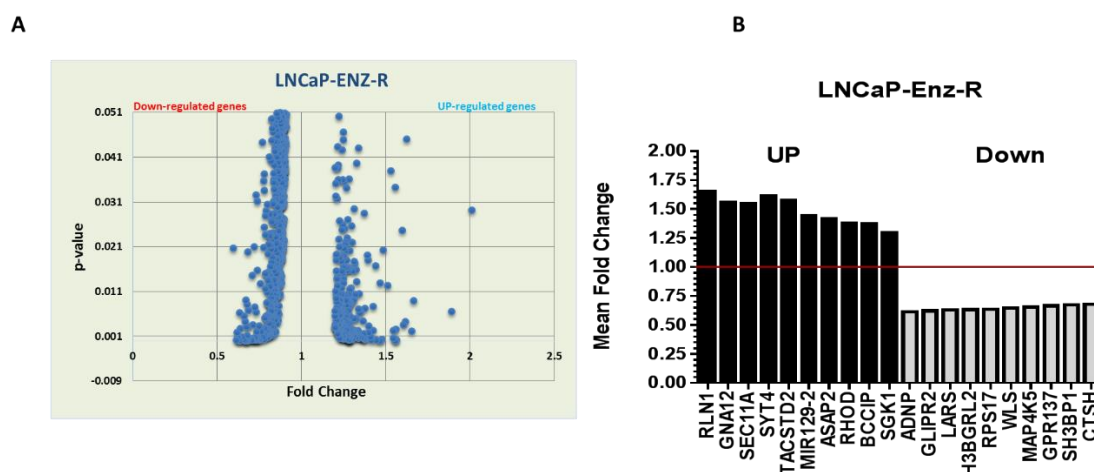 A
B
LNCaP-ENZ-R
Down-regulated genes
UP-regulated genes
0.051
0.041
0.031
0.021
0.011
0.001
-0.009
0
0.5
1
1.5
2
2.5
p-value
Fold Change
LNCaP-Enz-R
UP
Down
2.00
1.75
1.50
1.25
1.00
0.75
0.50
0.25
0.00
Mean Fold Change
RLN1
GNA12
SEC11A
SYT4
TACSTD2
MIR129-2
ASAP2
RHOD
BCCIP
SGK1
ADNP
GLIPR2
LARS
H3BGRL2
RPS17
WLS
MAP4K5
GPR137
SH3BP1
CTSH